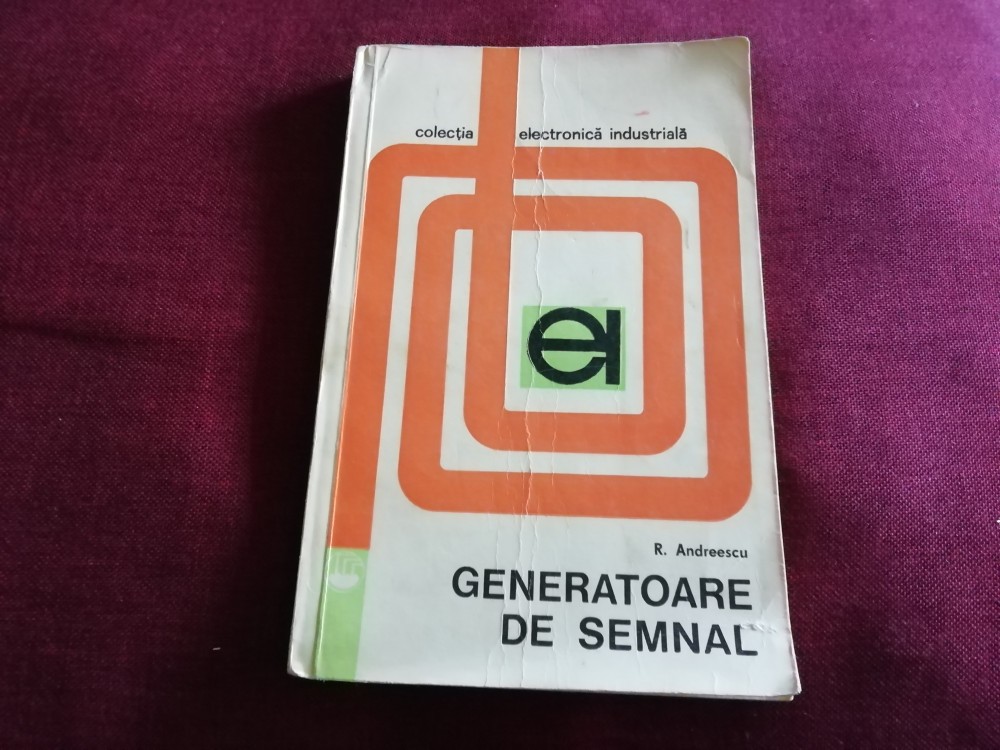 colecția electronică industrială
ei
R. Andreescu
GENERATOARE
DE SEMNAL